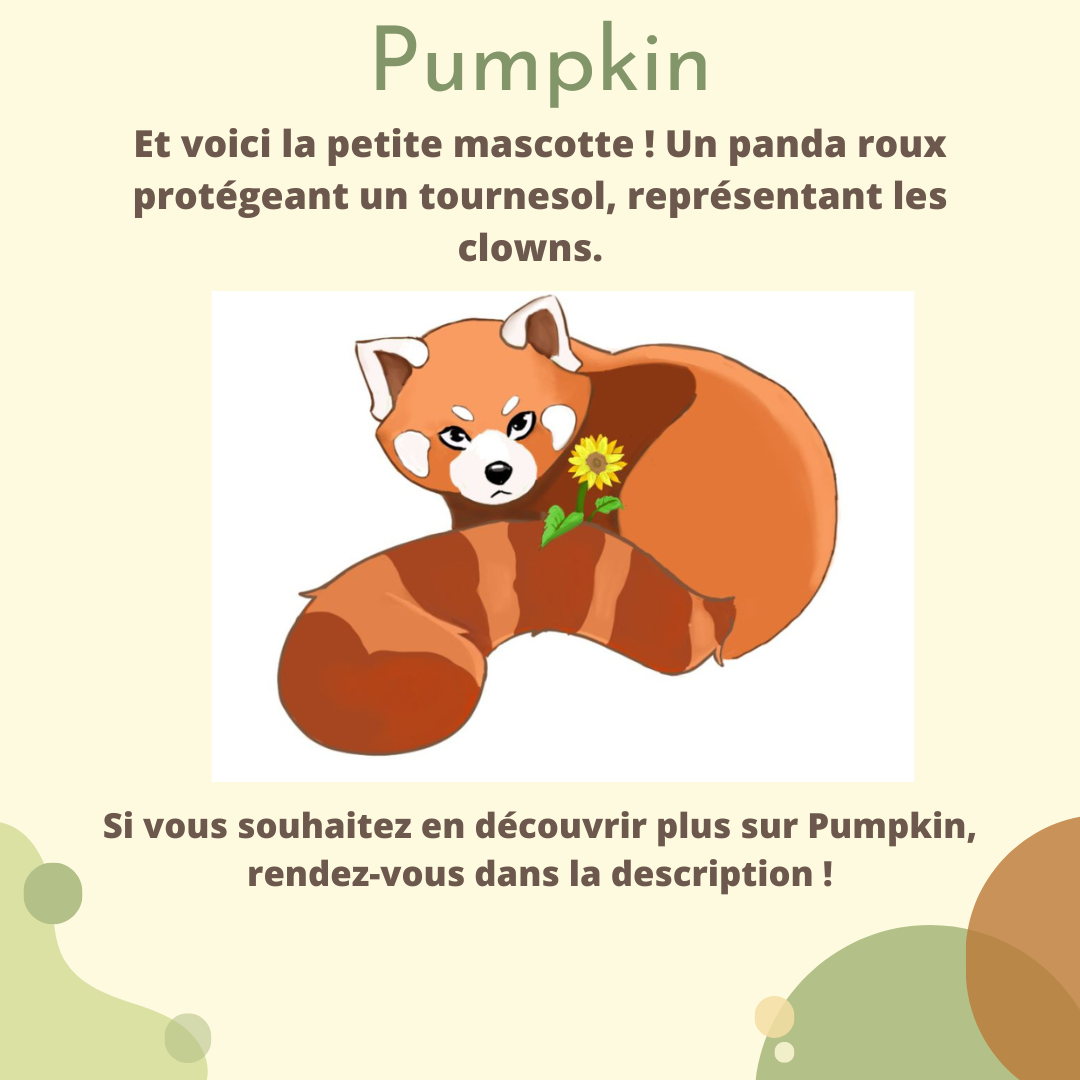 Pumpkin
Et voici la petite mascotte ! Un panda roux
protégeant un tournesol, représentant les
clowns.
Si vous souhaitez en découvrir plus sur Pumpkin,
rendez-vous dans la description !